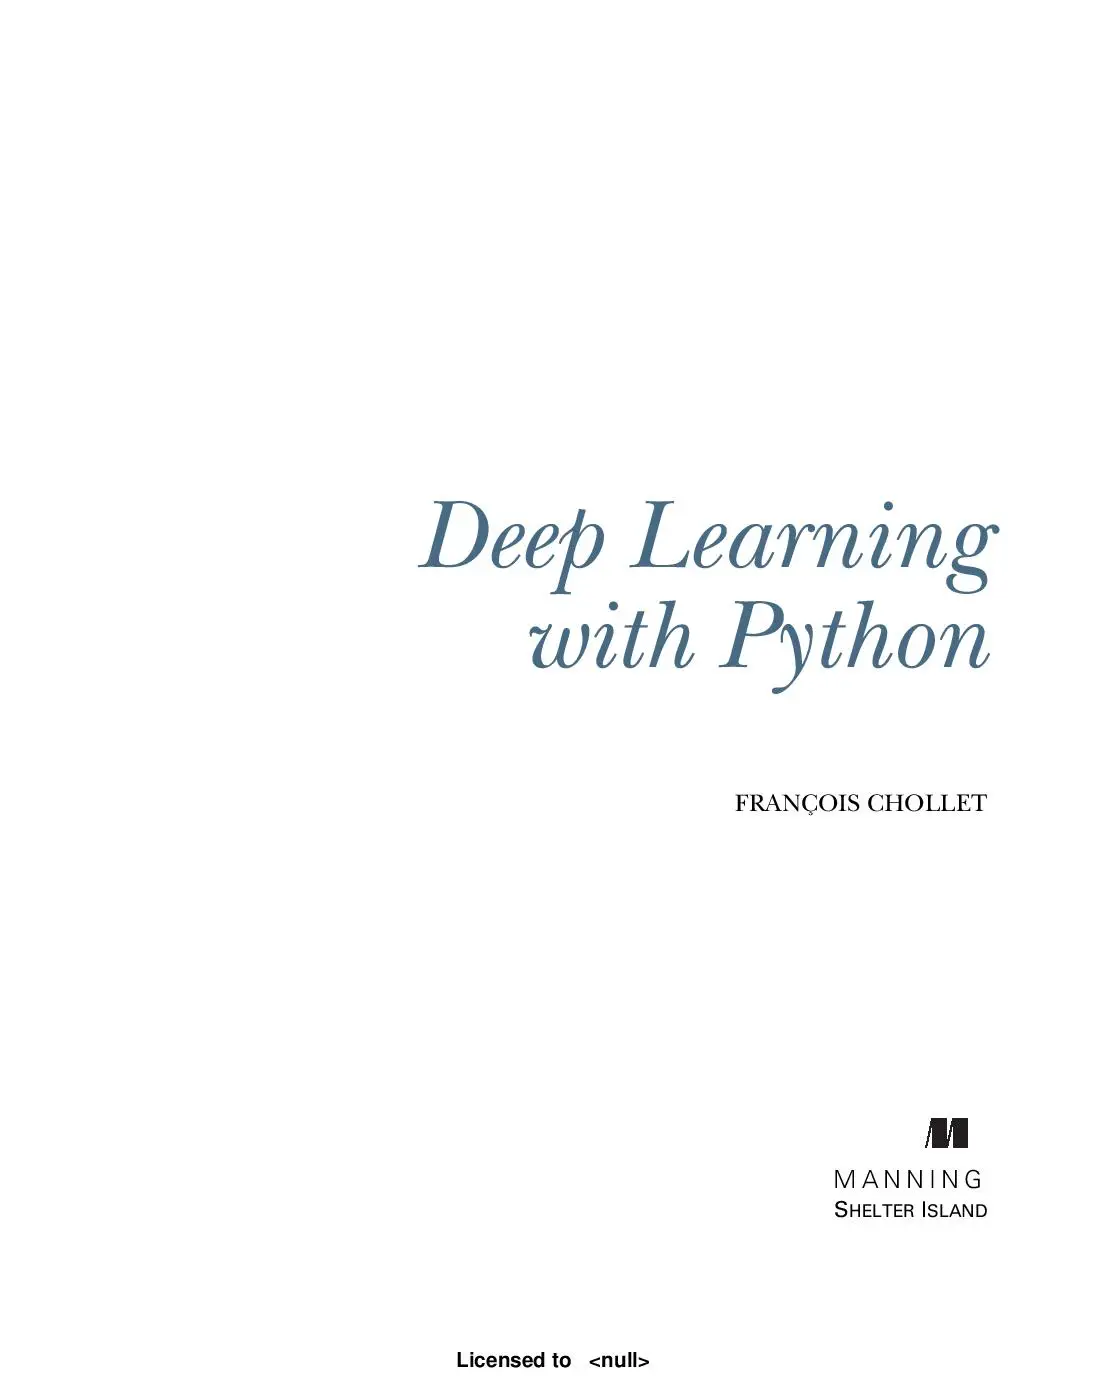 Deep Learning
with Python
FRANÇOIS CHOLLET
MANNING
SHELTER ISLAND
Licensed to <null>